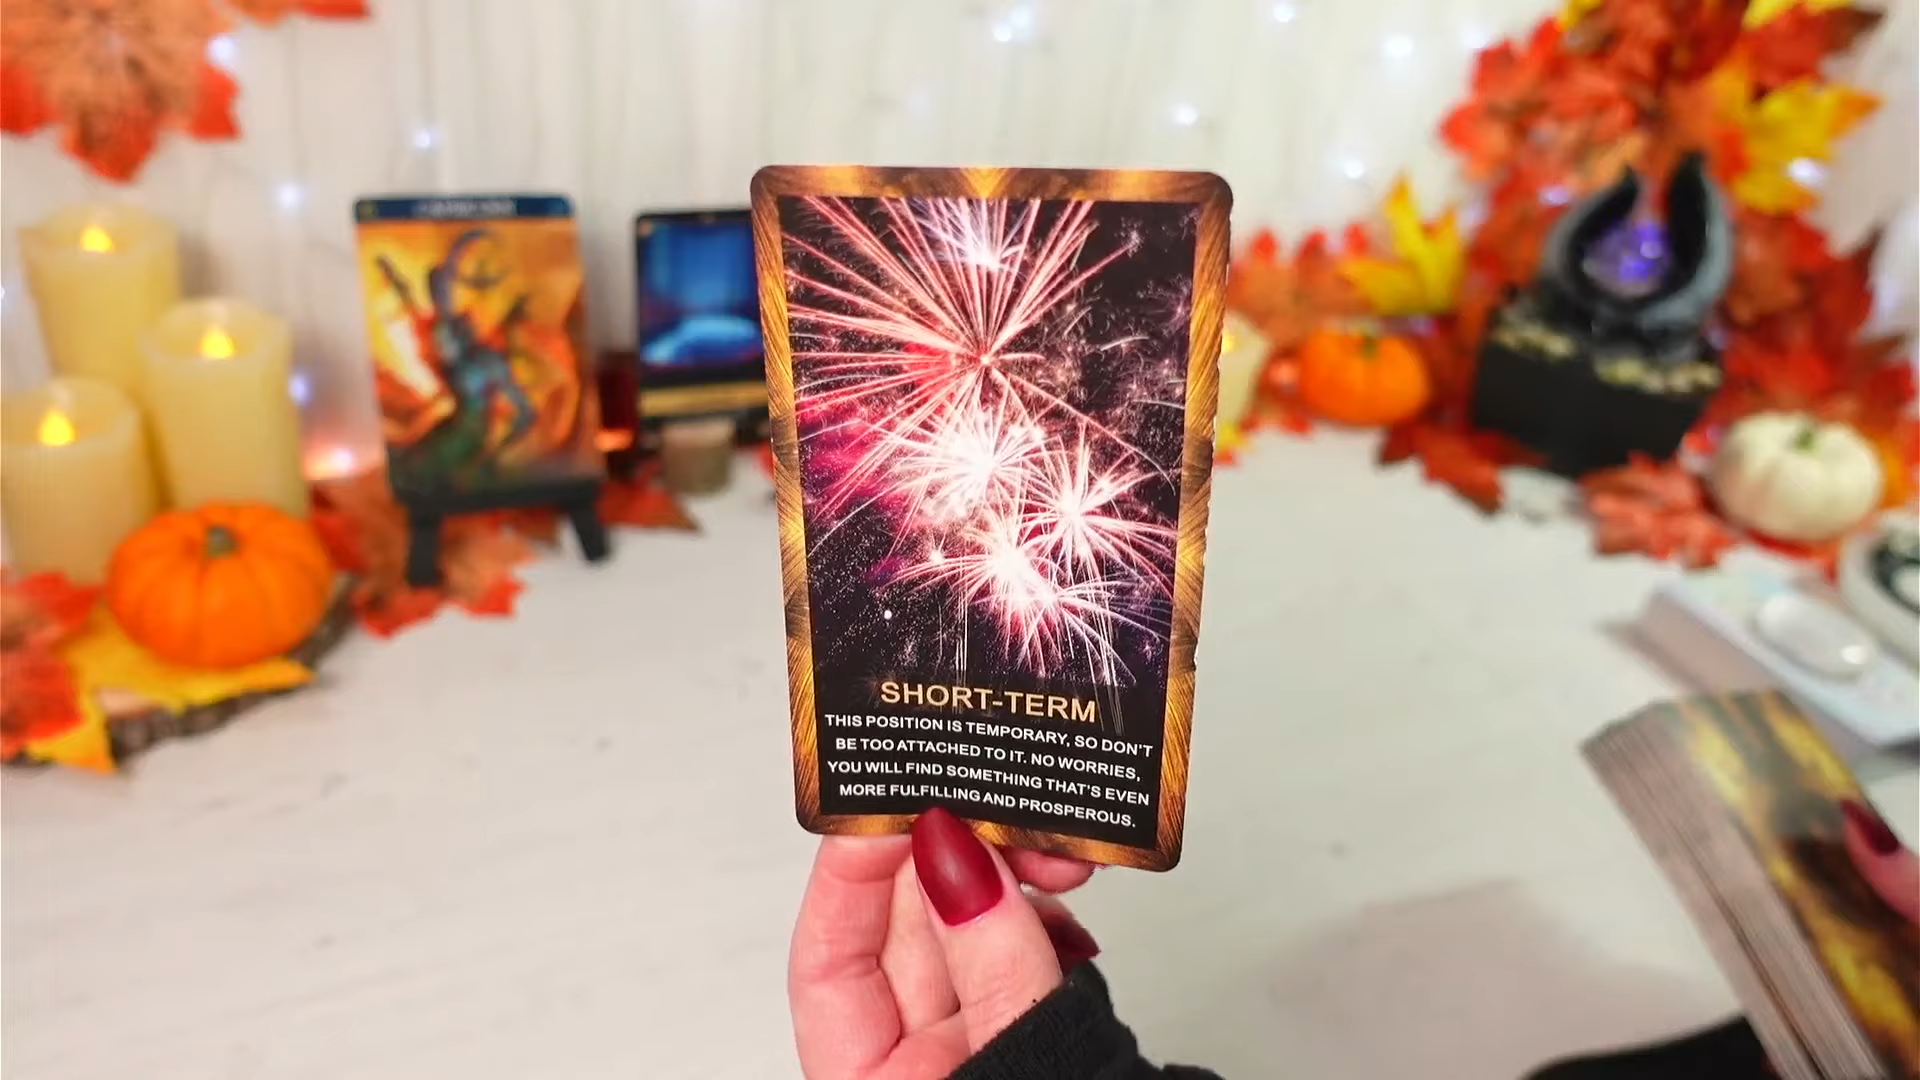 SHORT-TERM
THIS POSITION IS TEMPORARY, SO DON'T
BE TOO ATTACHED TO IT. NO WORRIES,
YOU WILL FIND SOMETHING THAT'S EVEN
MORE FULFILLING AND PROSPEROUS.